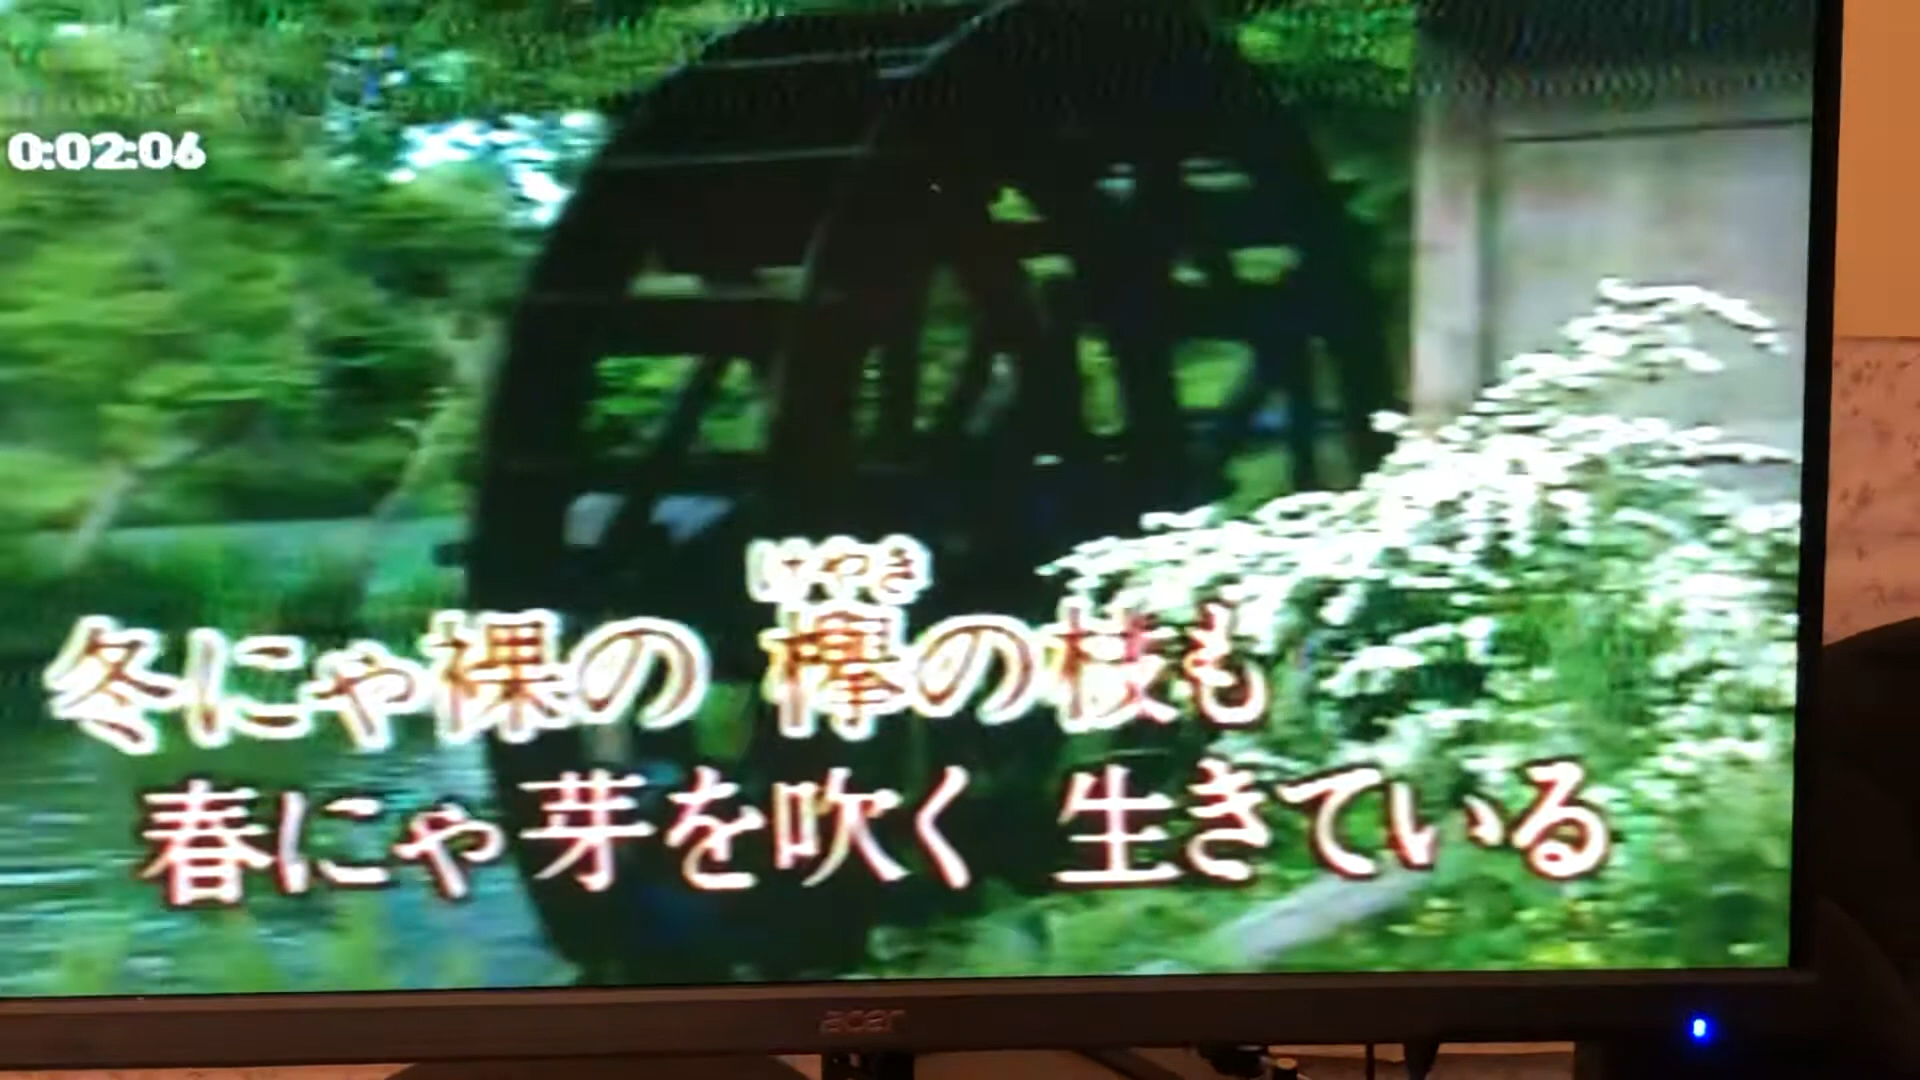 0:02:06
けやき
冬にゃ裸の 欅の枝も
春にゃ芽を吹く 生きている
acer